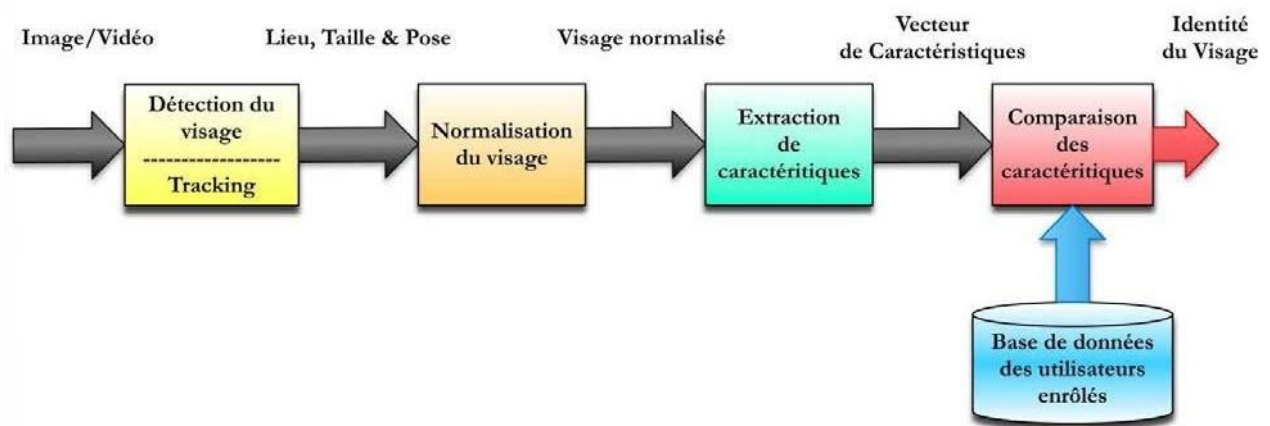 Image/Vidéo
Lieu, Taille & Pose
Visage normalisé
Vecteur
de Caractéristiques
Identité
du Visage
Détection du
visage
------------------
Tracking
Normalisation
du visage
Extraction
de
caractéritiques
Comparaison
des
caractéritiques
Base de données
des utilisateurs
enrôlés